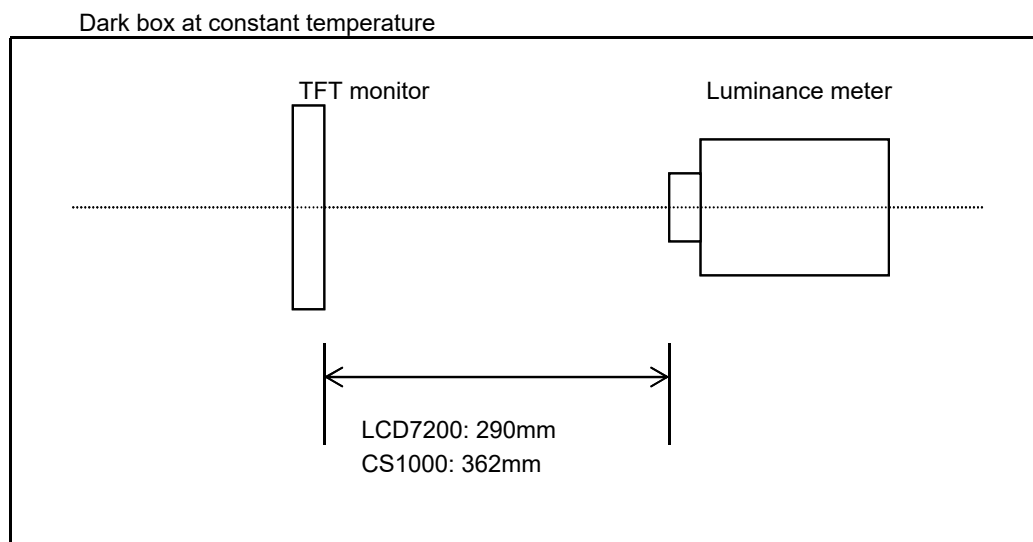 Dark box at constant temperature
TFT monitor
Luminance meter
LCD7200: 290mm
CS1000: 362mm